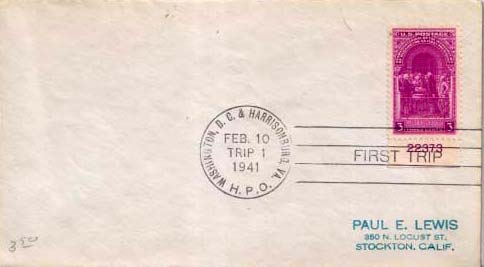 U.S. POSTAGE
3 3
22373
WASHINGTON, D. C. & HARRISONBURG, VA.
FEB. 10
TRIP 1
1941
H.P.O.
FIRST TRIP
PAUL E. LEWIS
350 N. LOCUST ST.
STOCKTON, CALIF.